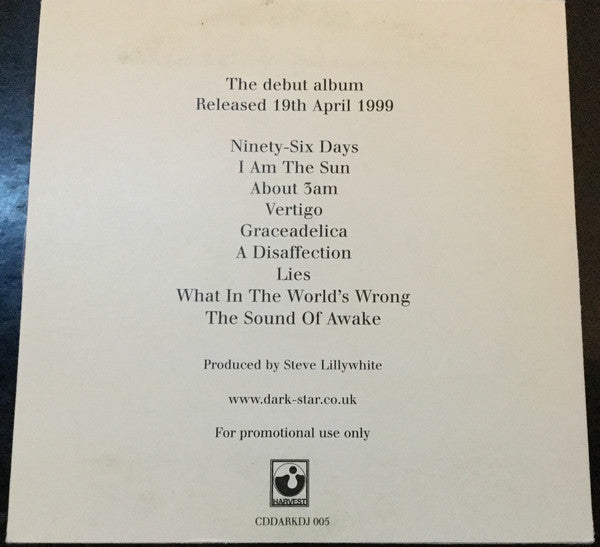 The debut album
Released 19th April 1999
Ninety-Six Days
I Am The Sun
About 3am
Vertigo
Graceadelica
A Disaffection
Lies
What In The World's Wrong
The Sound Of Awake
Produced by Steve Lillywhite
www.dark-star.co.uk
For promotional use only
HARVEST
CDDARKDJ 005